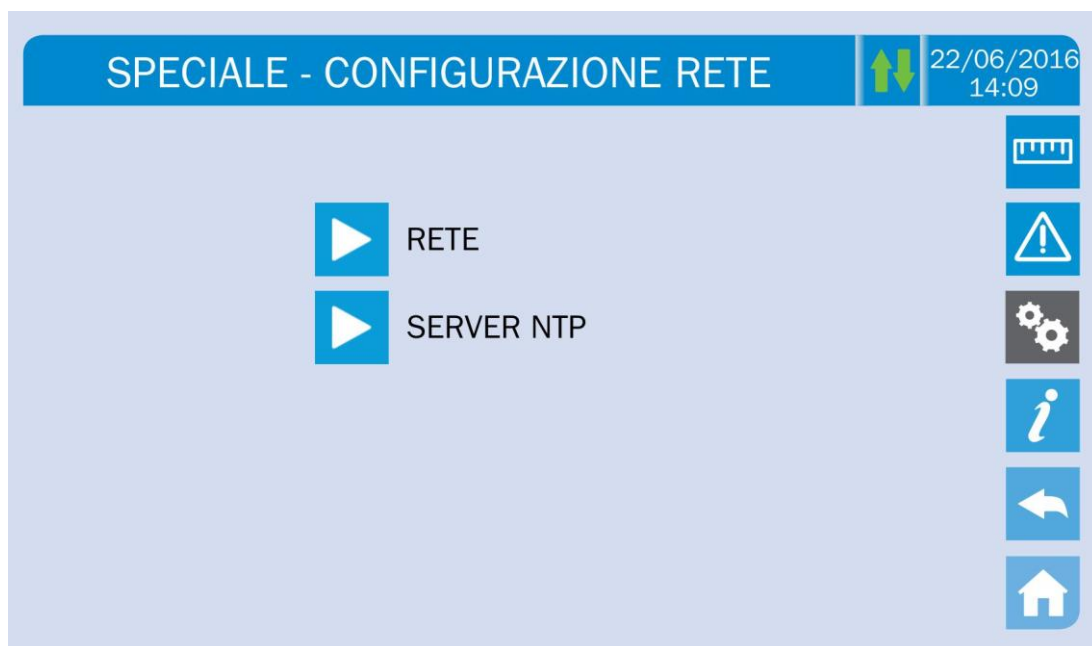 SPECIALE - CONFIGURAZIONE RETE
22/06/2016
14:09
RETE
SERVER NTP